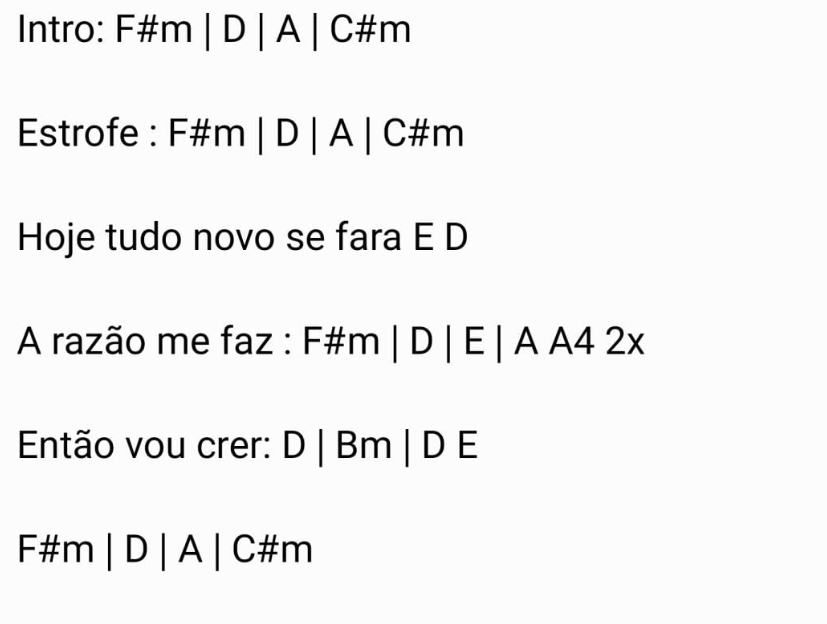 Intro: F#m | D | A | C#m
Estrofe : F#m | D | A | C#m
Hoje tudo novo se fara E D
A razão me faz : F#m | D | E | A A4 2x
Então vou crer: D | Bm | D E
F#m | D | A | C#m